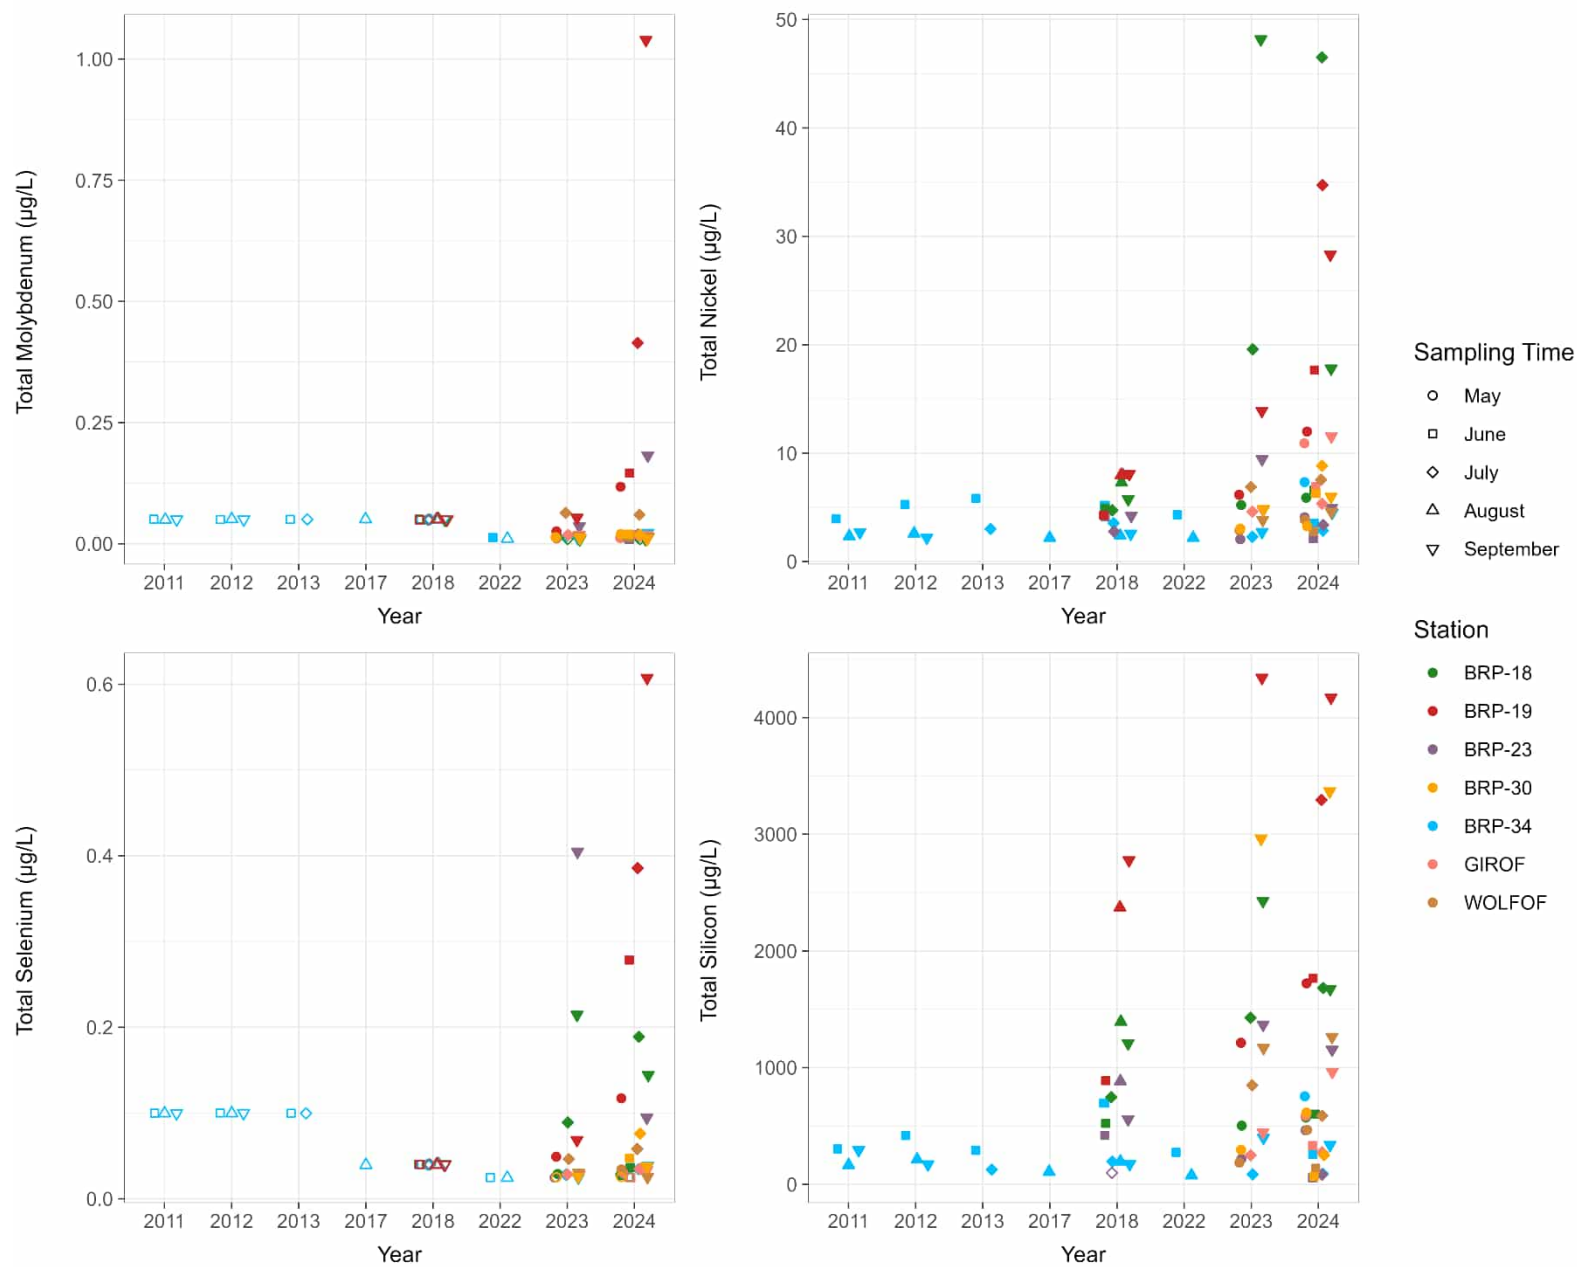 Total Molybdenum (µg/L)
1.00
0.75
0.50
0.25
0.00
2011 2012 2013 2017 2018 2022 2023 2024
Year
Total Nickel (µg/L)
50
40
30
20
10
0
2011 2012 2013 2017 2018 2022 2023 2024
Year
Total Selenium (µg/L)
0.6
0.4
0.2
0.0
2011 2012 2013 2017 2018 2022 2023 2024
Year
Total Silicon (µg/L)
4000
3000
2000
1000
0
2011 2012 2013 2017 2018 2022 2023 2024
Year
Sampling Time
May
June
July
August
September
Station
BRP-18
BRP-19
BRP-23
BRP-30
BRP-34
GIROF
WOLFOF